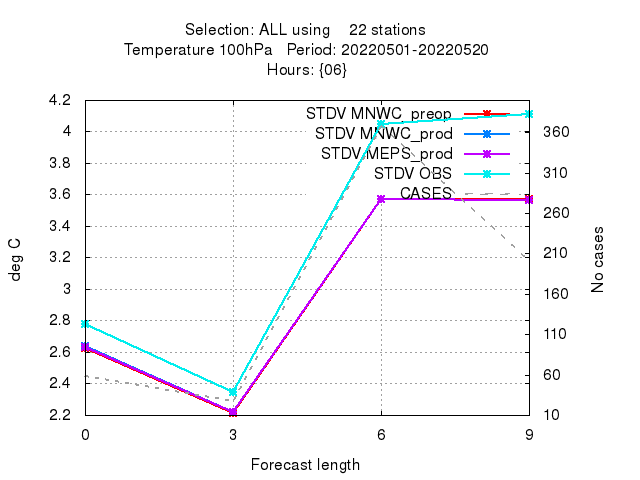 Selection: ALL using    22 stations
Temperature 100hPa   Period: 20220501-20220520
Hours: {06}
STDV MNWC_preop
STDV MNWC_prod
STDV MEPS_prod
STDV OBS
CASES
4.2
4
3.8
3.6
3.4
3.2
3
2.8
2.6
2.4
2.2
deg C
360
310
260
210
160
110
60
10
No cases
0 3 6 9
Forecast length